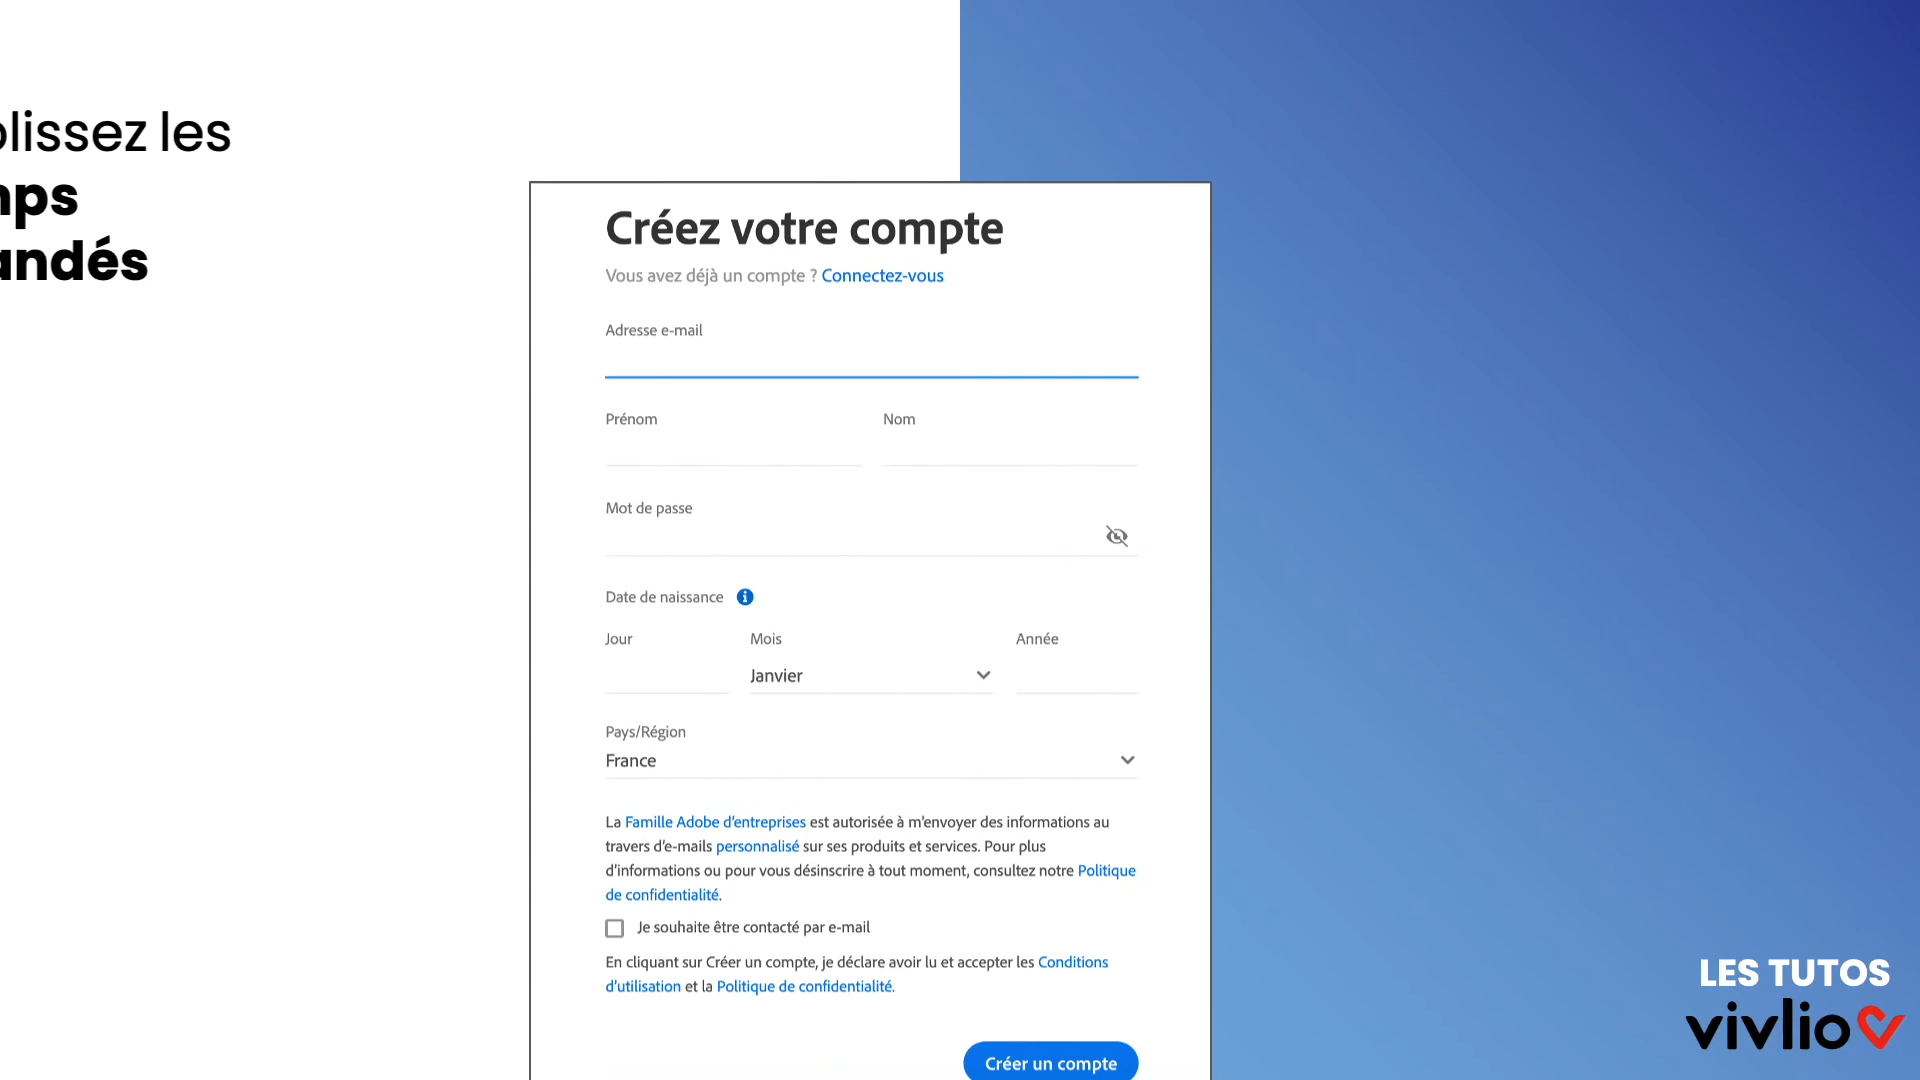 plissez les
mps
andés
Créez votre compte
Vous avez déjà un compte ? Connectez-vous
Adresse e-mail
Prénom Nom
Mot de passe
Date de naissance
Jour Mois Année
Janvier
Pays/Région
France
La Famille Adobe d’entreprises est autorisée à m’envoyer des informations au
travers d’e-mails personnalisé sur ses produits et services. Pour plus
d’informations ou pour vous désinscrire à tout moment, consultez notre Politique
de confidentialité.
Je souhaite être contacté par e-mail
En cliquant sur Créer un compte, je déclare avoir lu et accepter les Conditions
d’utilisation et la Politique de confidentialité.
Créer un compte
LES TUTOS
vivlio